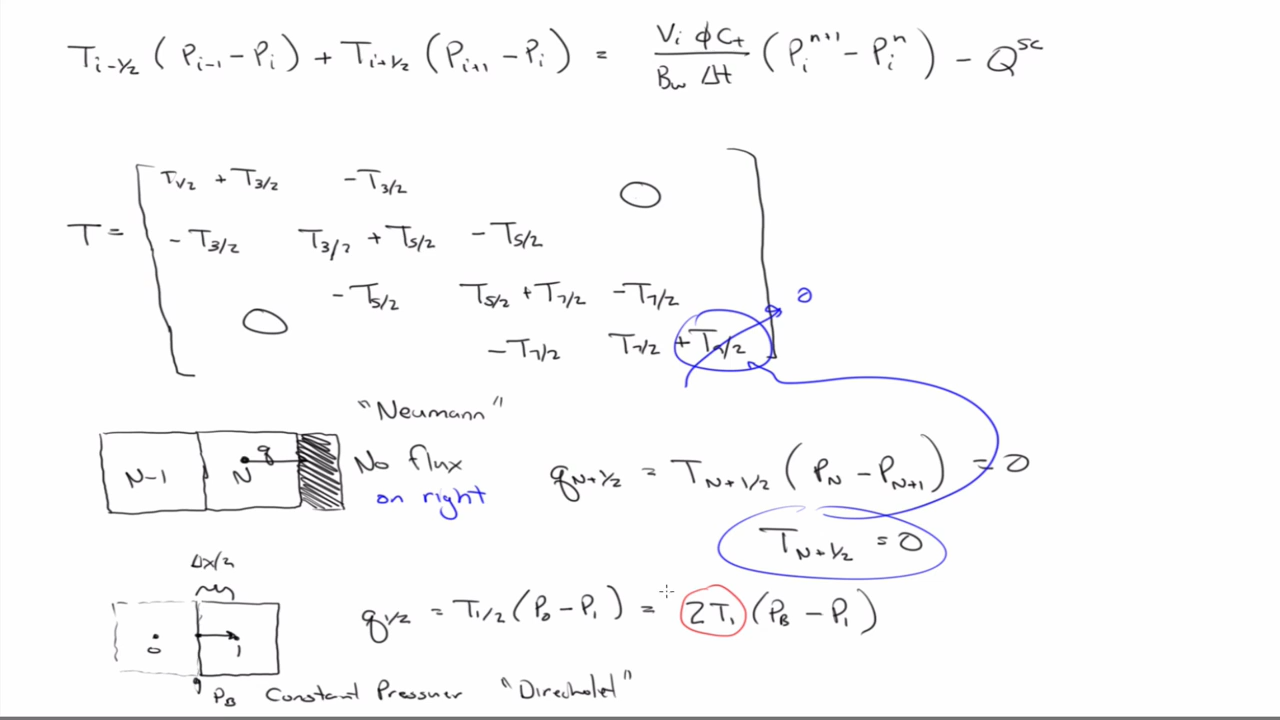 T_{i-1/2} ( P_{i-1} - P_i ) + T_{i+1/2} ( P_{i+1} - P_i ) = \frac{V_i φ C_t}{B_w Δt} ( P_i^{n+1} - P_i^n ) - Q^{sc}
T_{1/2} + T_{3/2} -T_{3/2} 0
T = - T_{3/2} T_{3/2} + T_{5/2} - T_{5/2}
- T_{5/2} T_{5/2} + T_{7/2} - T_{7/2} 0
0 - T_{7/2} T_{7/2} + T_{9/2}
"Neumann"
N-1 N q No flux q_{N+1/2} = T_{N+1/2} ( P_N - P_{N+1} ) = 0
on right
T_{N+1/2} = 0
Δx/2
0 1 q_{1/2} = T_{1/2} ( P_0 - P_1 ) = 2T_1 ( P_B - P_1 )
P_B Constant Pressure "Direcholet"